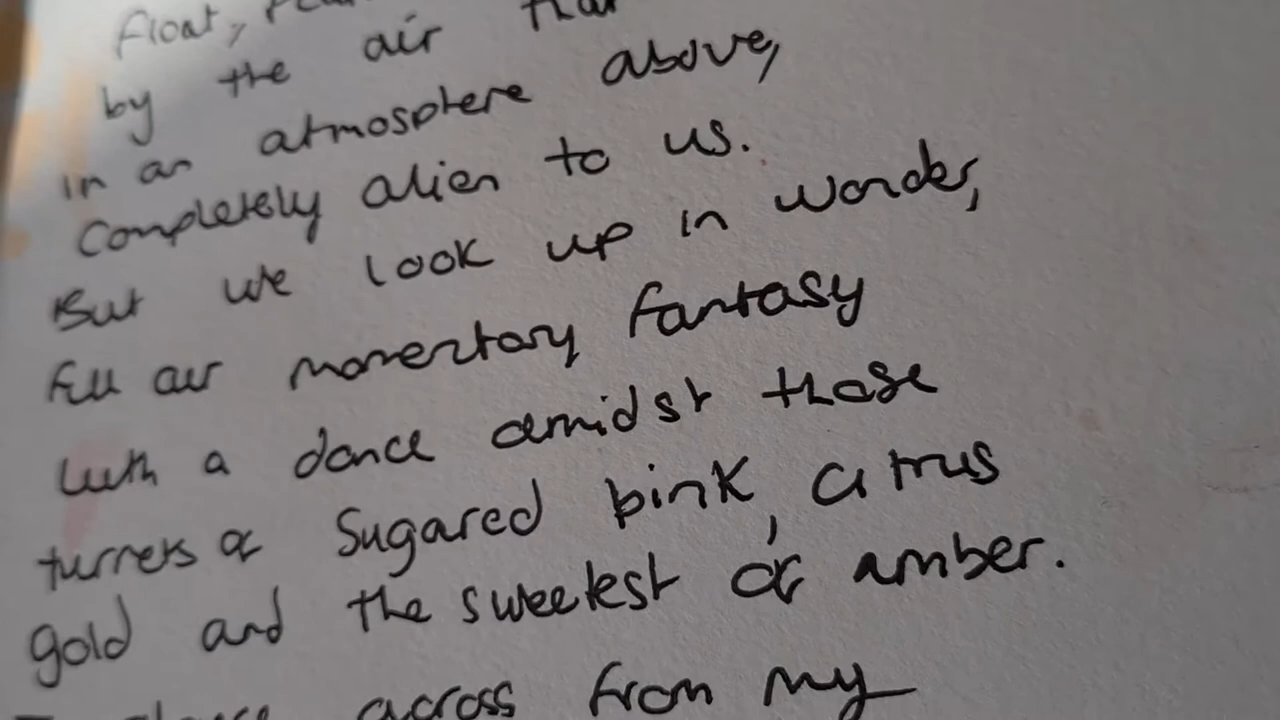 float,
by the air that
in an atmosphere above,
completely alien to us.
But we look up in wonder,
fill our momentary fantasy
with a dance amidst those
turrets of sugared pink, citrus
gold and the sweetest of amber.
across from my